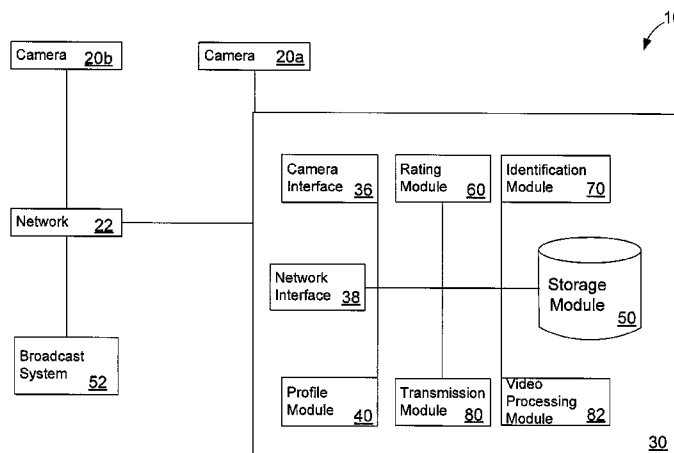 10
Camera 20b
Camera 20a
Camera
Interface 36
Rating
Module 60
Identification
Module 70
Network 22
Network
Interface 38
Storage
Module
50
Broadcast
System 52
Profile
Module
40
Transmission
Module
80
Video
Processing
Module 82
30